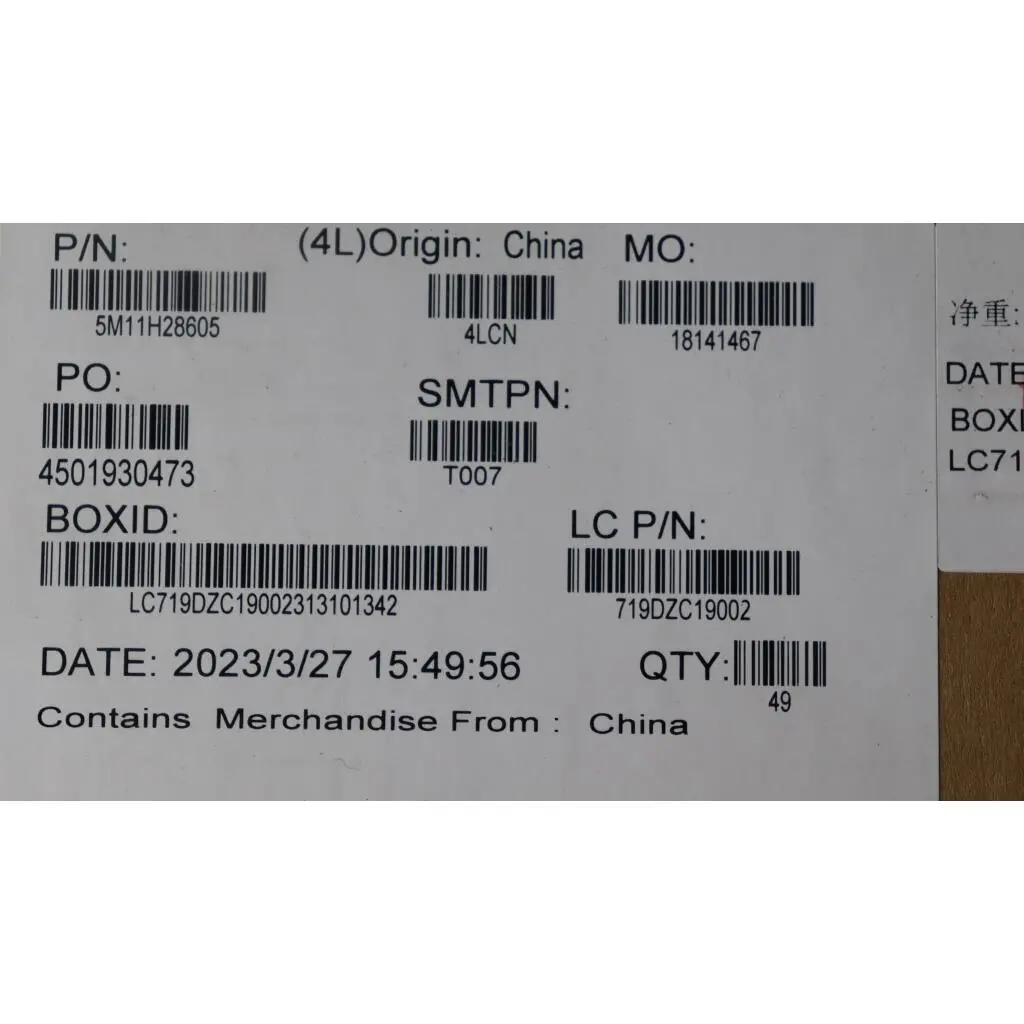 P/N: (4L)Origin: China MO:
5M11H28605 4LCN 18141467
PO: SMTPN:
4501930473 T007
BOXID: LC P/N:
LC719DZC19002313101342 719DZC19002
DATE: 2023/3/27 15:49:56 QTY:
49
Contains Merchandise From : China
净重:
DATE
BOXI
LC71